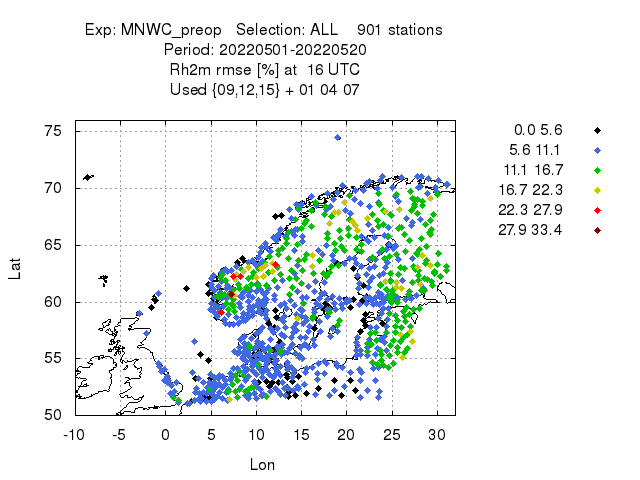 Exp: MNWC_preop Selection: ALL 901 stations
Period: 20220501-20220520
Rh2m rmse [%] at 16 UTC
Used {09,12,15} + 01 04 07
0.0 5.6
5.6 11.1
11.1 16.7
16.7 22.3
22.3 27.9
27.9 33.4
75
70
65
60
55
50
Lat
-10 -5 0 5 10 15 20 25 30
Lon